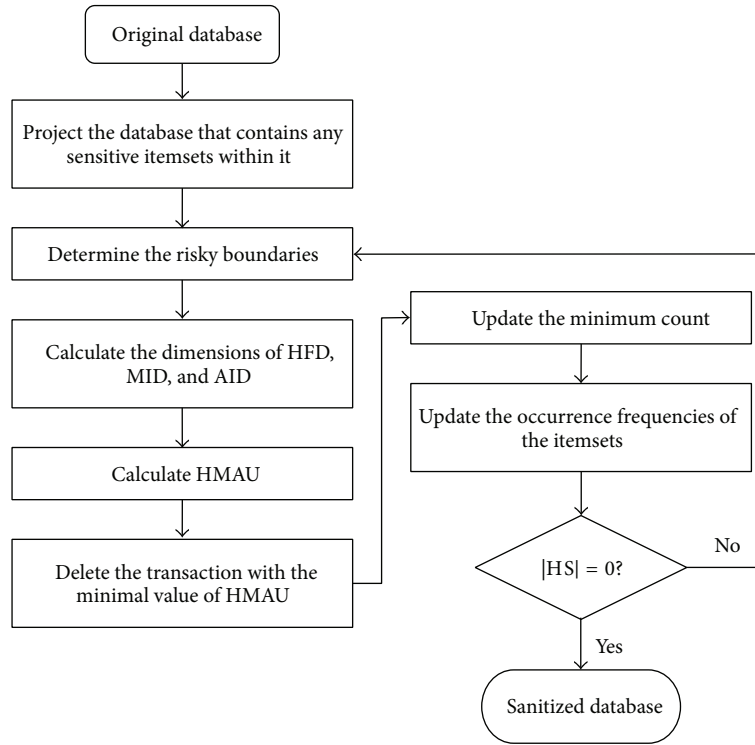 Original database
Project the database that contains any
sensitive itemsets within it
Determine the risky boundaries
Calculate the dimensions of HFD,
MID, and AID
Calculate HMAU
Delete the transaction with the
minimal value of HMAU
Update the minimum count
Update the occurrence frequencies of
the itemsets
|HS| = 0?
No
Yes
Sanitized database